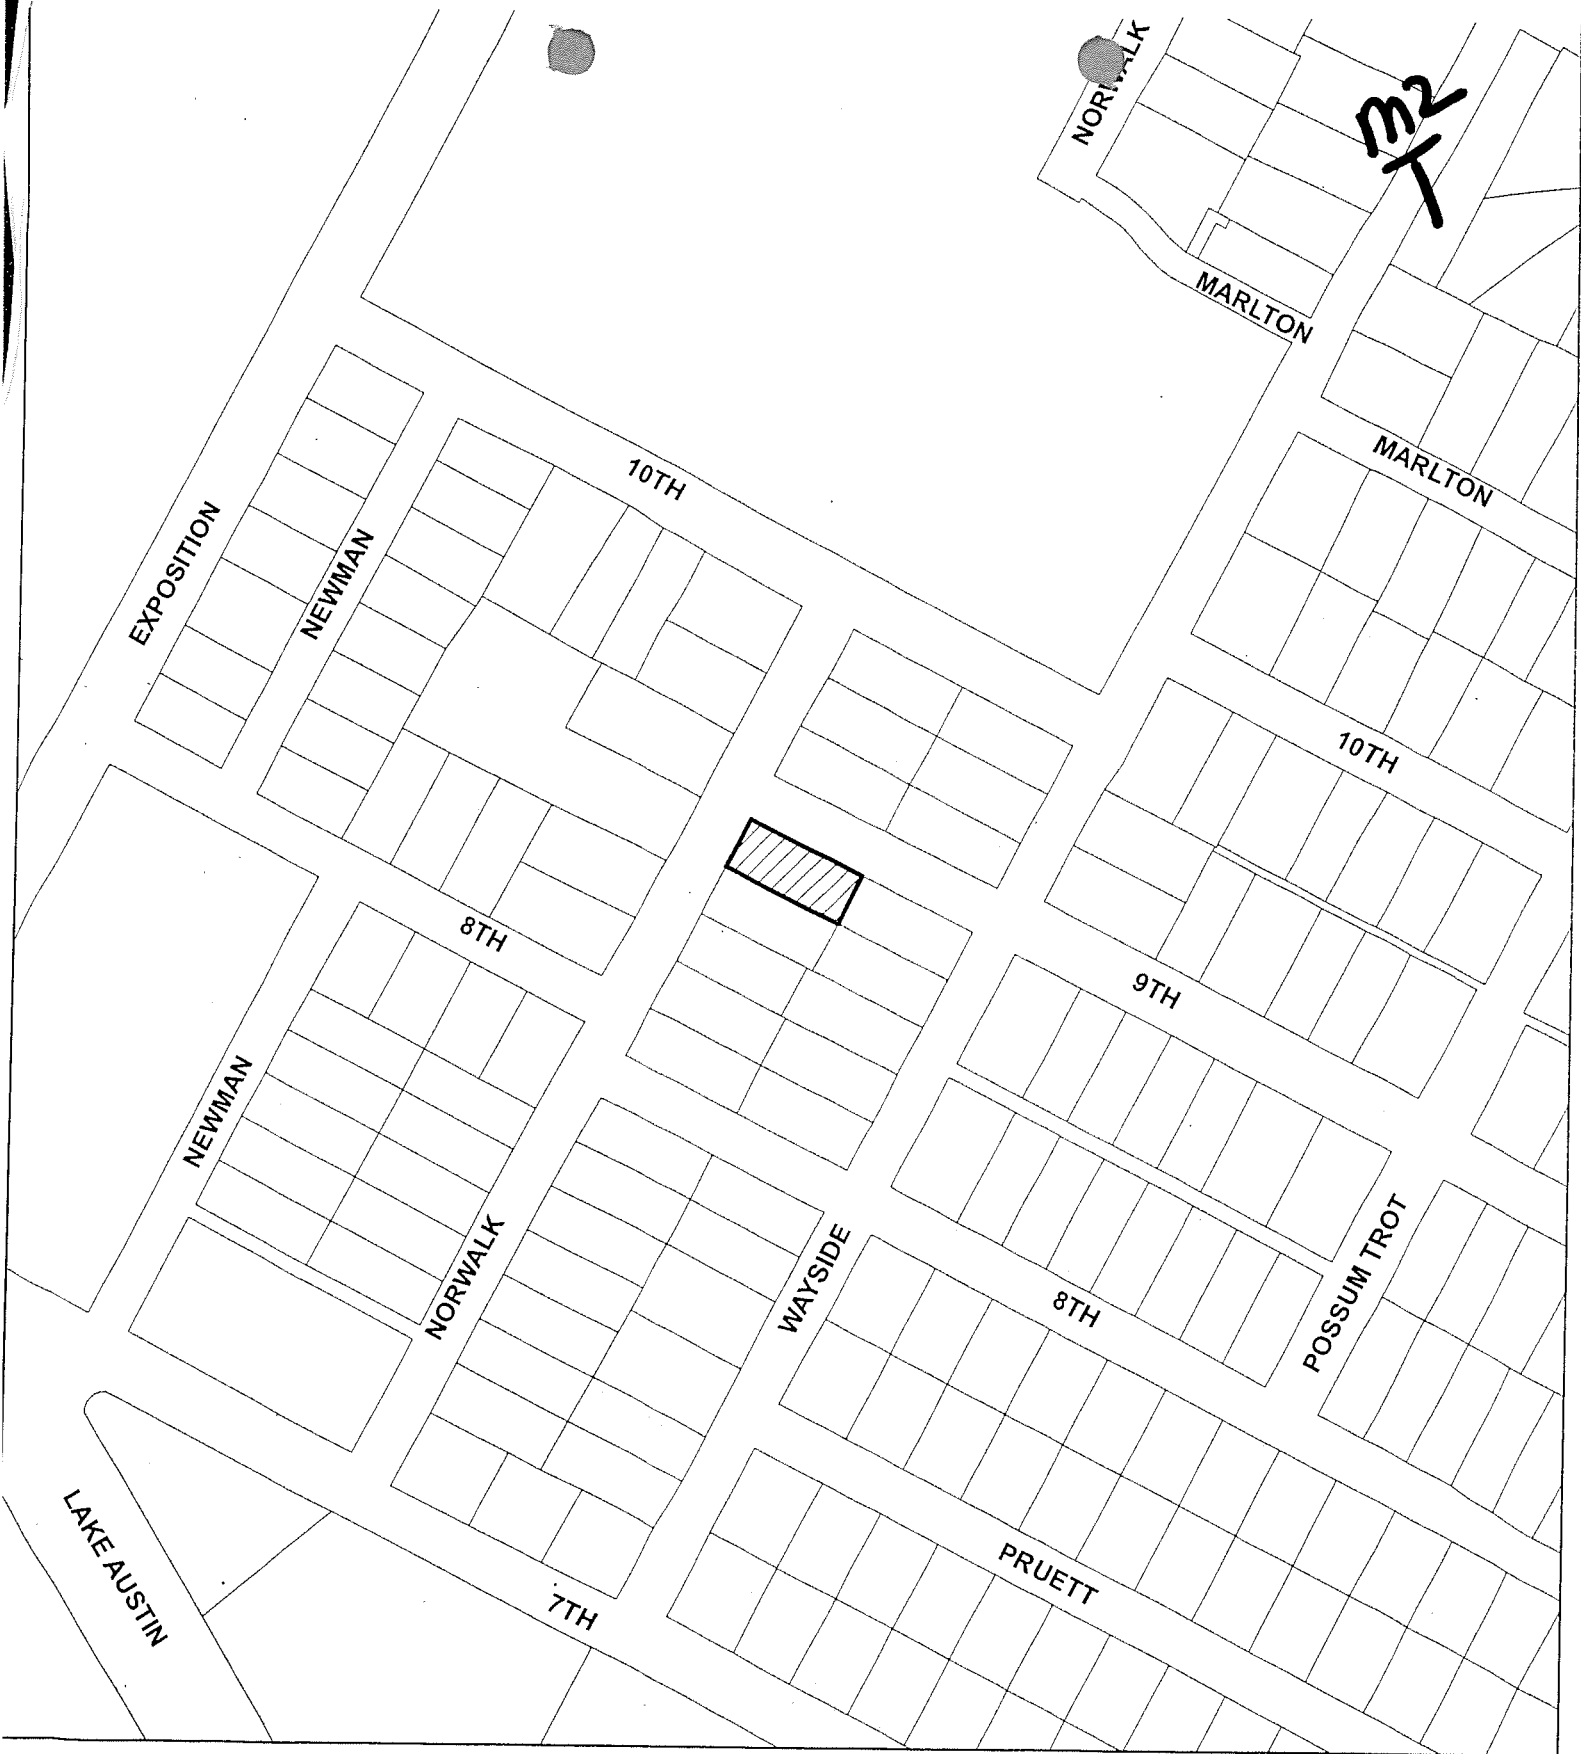 NORWALK
m2
T
MARLTON
MARLTON
10TH
EXPOSITION
NEWMAN
10TH
8TH
9TH
NEWMAN
NORWALK
WAYSIDE
8TH
POSSUM TROT
LAKE AUSTIN
PRUETT
7TH